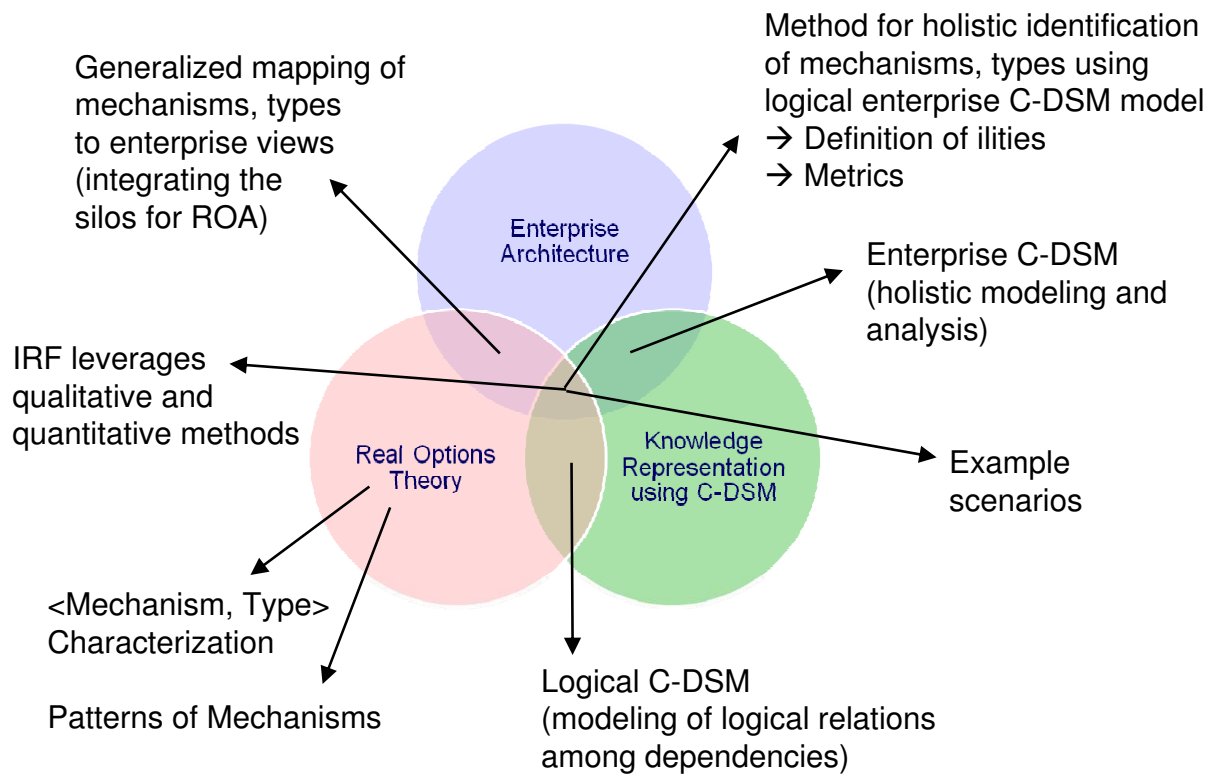 Method for holistic identification
of mechanisms, types using
logical enterprise C-DSM model
→ Definition of ilities
→ Metrics
Generalized mapping of
mechanisms, types
to enterprise views
(integrating the
silos for ROA)
Enterprise
Architecture
Enterprise C-DSM
(holistic modeling and
analysis)
IRF leverages
qualitative and
quantitative methods
Real Options
Theory
Knowledge
Representation
using C-DSM
Example
scenarios
<Mechanism, Type>
Characterization
Patterns of Mechanisms
Logical C-DSM
(modeling of logical relations
among dependencies)